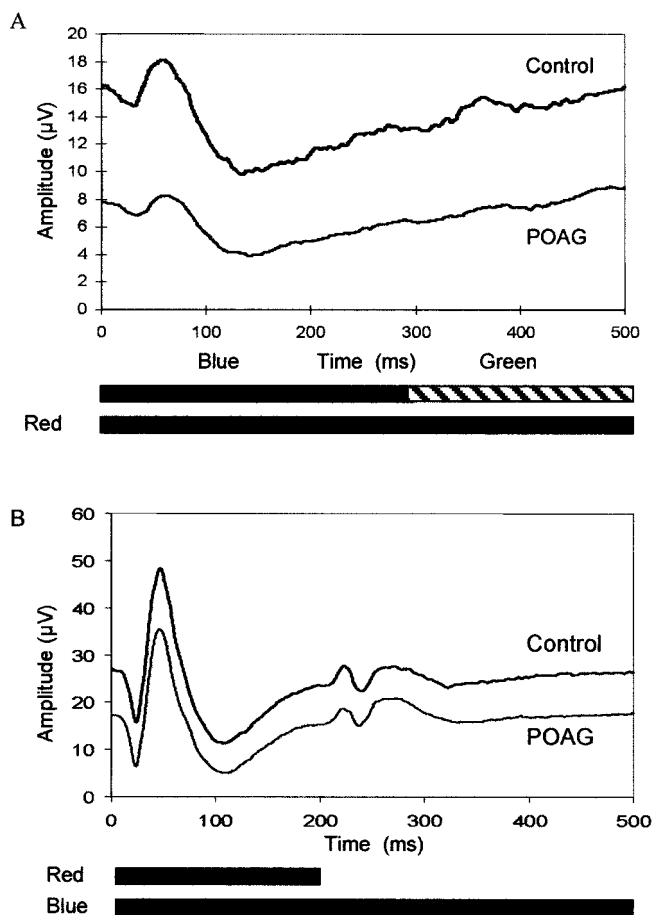 A
20
18
16
14
12
10
8
6
4
2
0
Amplitude (µV)
Control
POAG
0 100 200 300 400 500
Blue Time (ms) Green
Red
B
60
50
40
30
20
10
0
Amplitude (µV)
Control
POAG
0 100 200 300 400 500
Time (ms)
Red
Blue